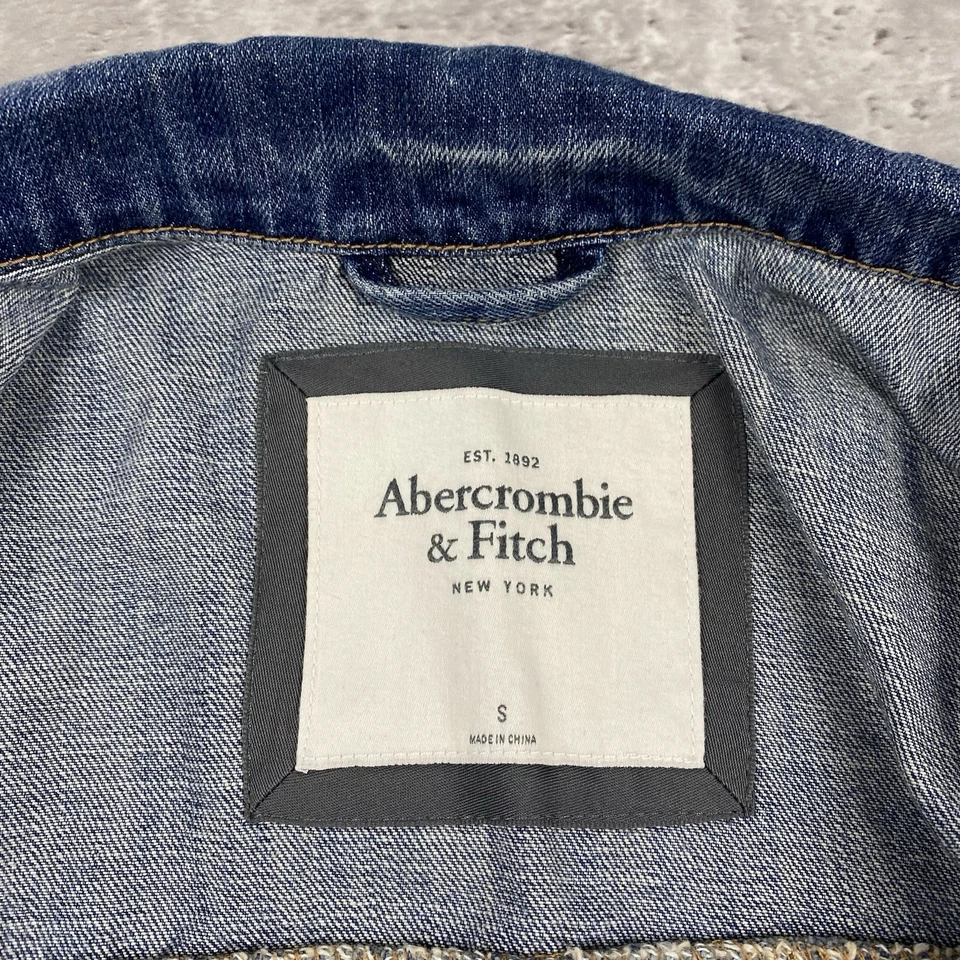 EST. 1892
Abercrombie
& Fitch
NEW YORK
S
MADE IN CHINA